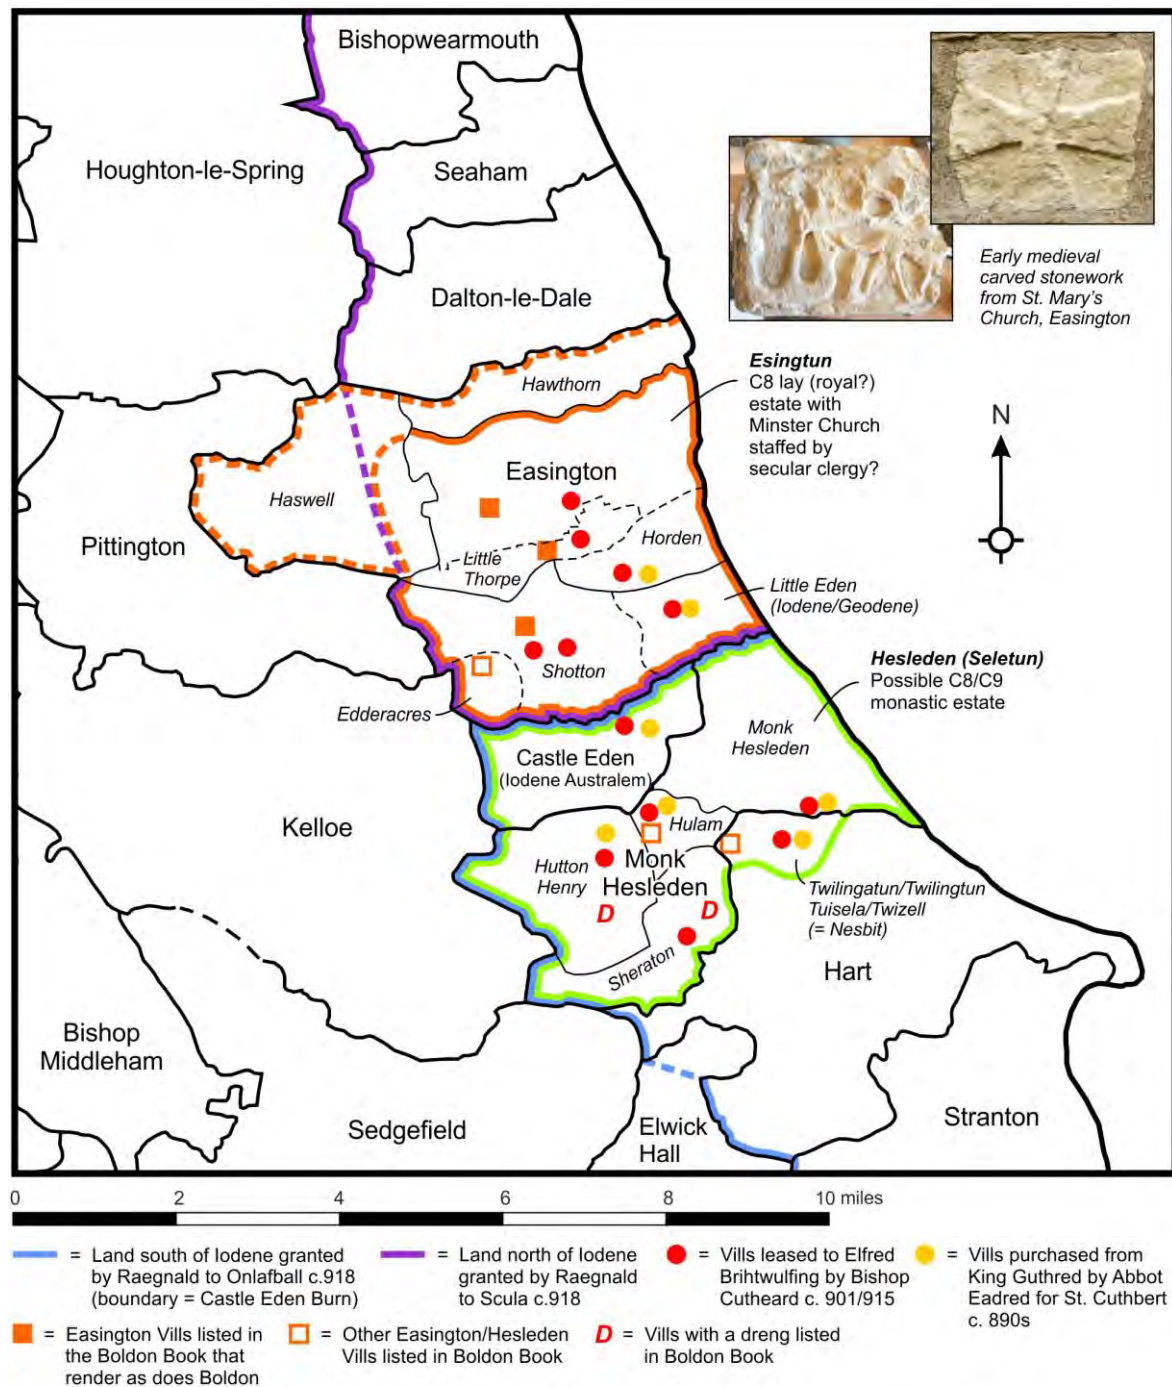 Bishopwearmouth
Houghton-le-Spring
Seaham
Dalton-le-Dale
Early medieval
carved stonework
from St. Mary's
Church, Easington
Hawthorn
Esingtun
C8 lay (royal?)
estate with
Minster Church
staffed by
secular clergy?
N
Easington
Haswell
Pittington
Horden
Little
Thorpe
Little Eden
(Iodene/Geodene)
Shotton
Edderacres
Hesleden (Seletun)
Possible C8/C9
monastic estate
Monk
Hesleden
Castle Eden
(Iodene Australem)
Kelloe
Hulam
Hutton
Henry
Monk
Hesleden
D
D
Twilingatun/Twilingtun
Tuisela/Twizell
(= Nesbit)
Sheraton
Hart
Bishop
Middleham
Sedgefield
Elwick
Hall
Stranton
0 2 4 6 8 10 miles
= Land south of Iodene granted
by Raegnald to Onlafball c.918
(boundary = Castle Eden Burn)
= Land north of Iodene
granted by Raegnald
to Scula c.918
= Vills leased to Elfred
Brihtwulfing by Bishop
Cutheard c. 901/915
= Vills purchased from
King Guthred by Abbot
Eadred for St. Cuthbert
c. 890s
= Easington Vills listed in
the Boldon Book that
render as does Boldon
= Other Easington/Hesleden
Vills listed in Boldon Book
D = Vills with a dreng listed
in Boldon Book